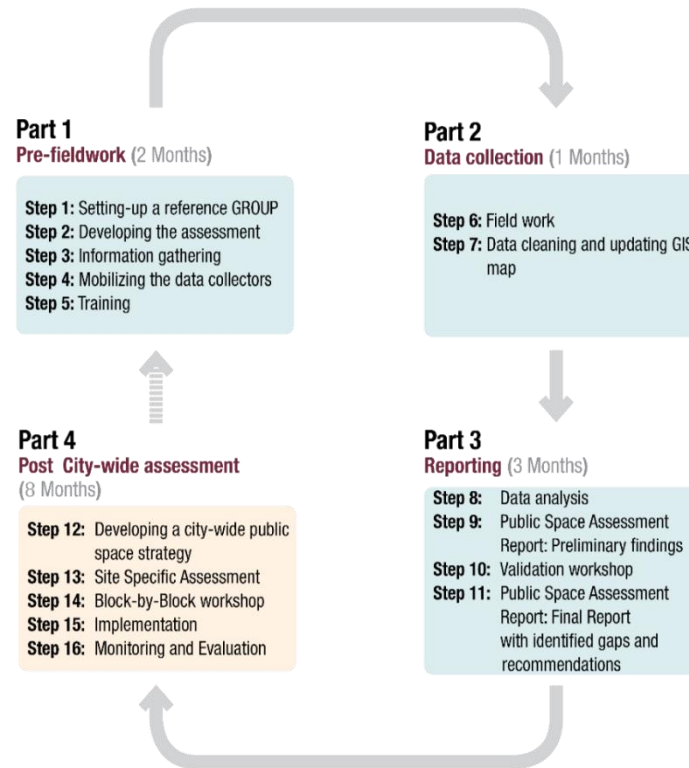 Part 1
Pre-fieldwork (2 Months)
Step 1: Setting-up a reference GROUP
Step 2: Developing the assessment
Step 3: Information gathering
Step 4: Mobilizing the data collectors
Step 5: Training
Part 2
Data collection (1 Months)
Step 6: Field work
Step 7: Data cleaning and updating GIS
map
Part 4
Post City-wide assessment
(8 Months)
Step 12: Developing a city-wide public
space strategy
Step 13: Site Specific Assessment
Step 14: Block-by-Block workshop
Step 15: Implementation
Step 16: Monitoring and Evaluation
Part 3
Reporting (3 Months)
Step 8: Data analysis
Step 9: Public Space Assessment
Report: Preliminary findings
Step 10: Validation workshop
Step 11: Public Space Assessment
Report: Final Report
with identified gaps and
recommendations